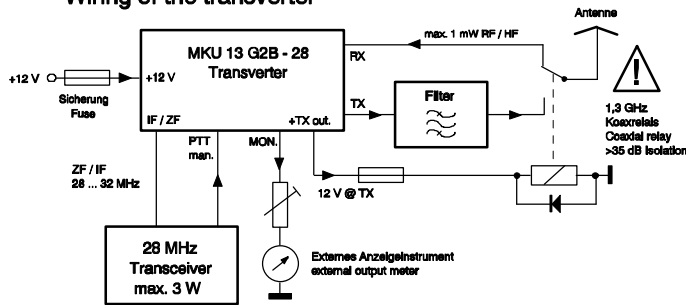 Wiring of the transverter
Antenne
max. 1 mW RF / HF
MKU 13 G2B - 28
Transverter
RX
+12 V
+12 V
Sicherung
Fuse
TX
Filter
1,3 GHz
Koaxrelais
Coaxial relay
>35 dB isolation
IF / ZF
+TX out.
PTT
man.
MON.
ZF / IF
28 ... 32 MHz
12 V @ TX
28 MHz
Transceiver
max. 3 W
Externes Anzeigeinstrument
external output meter